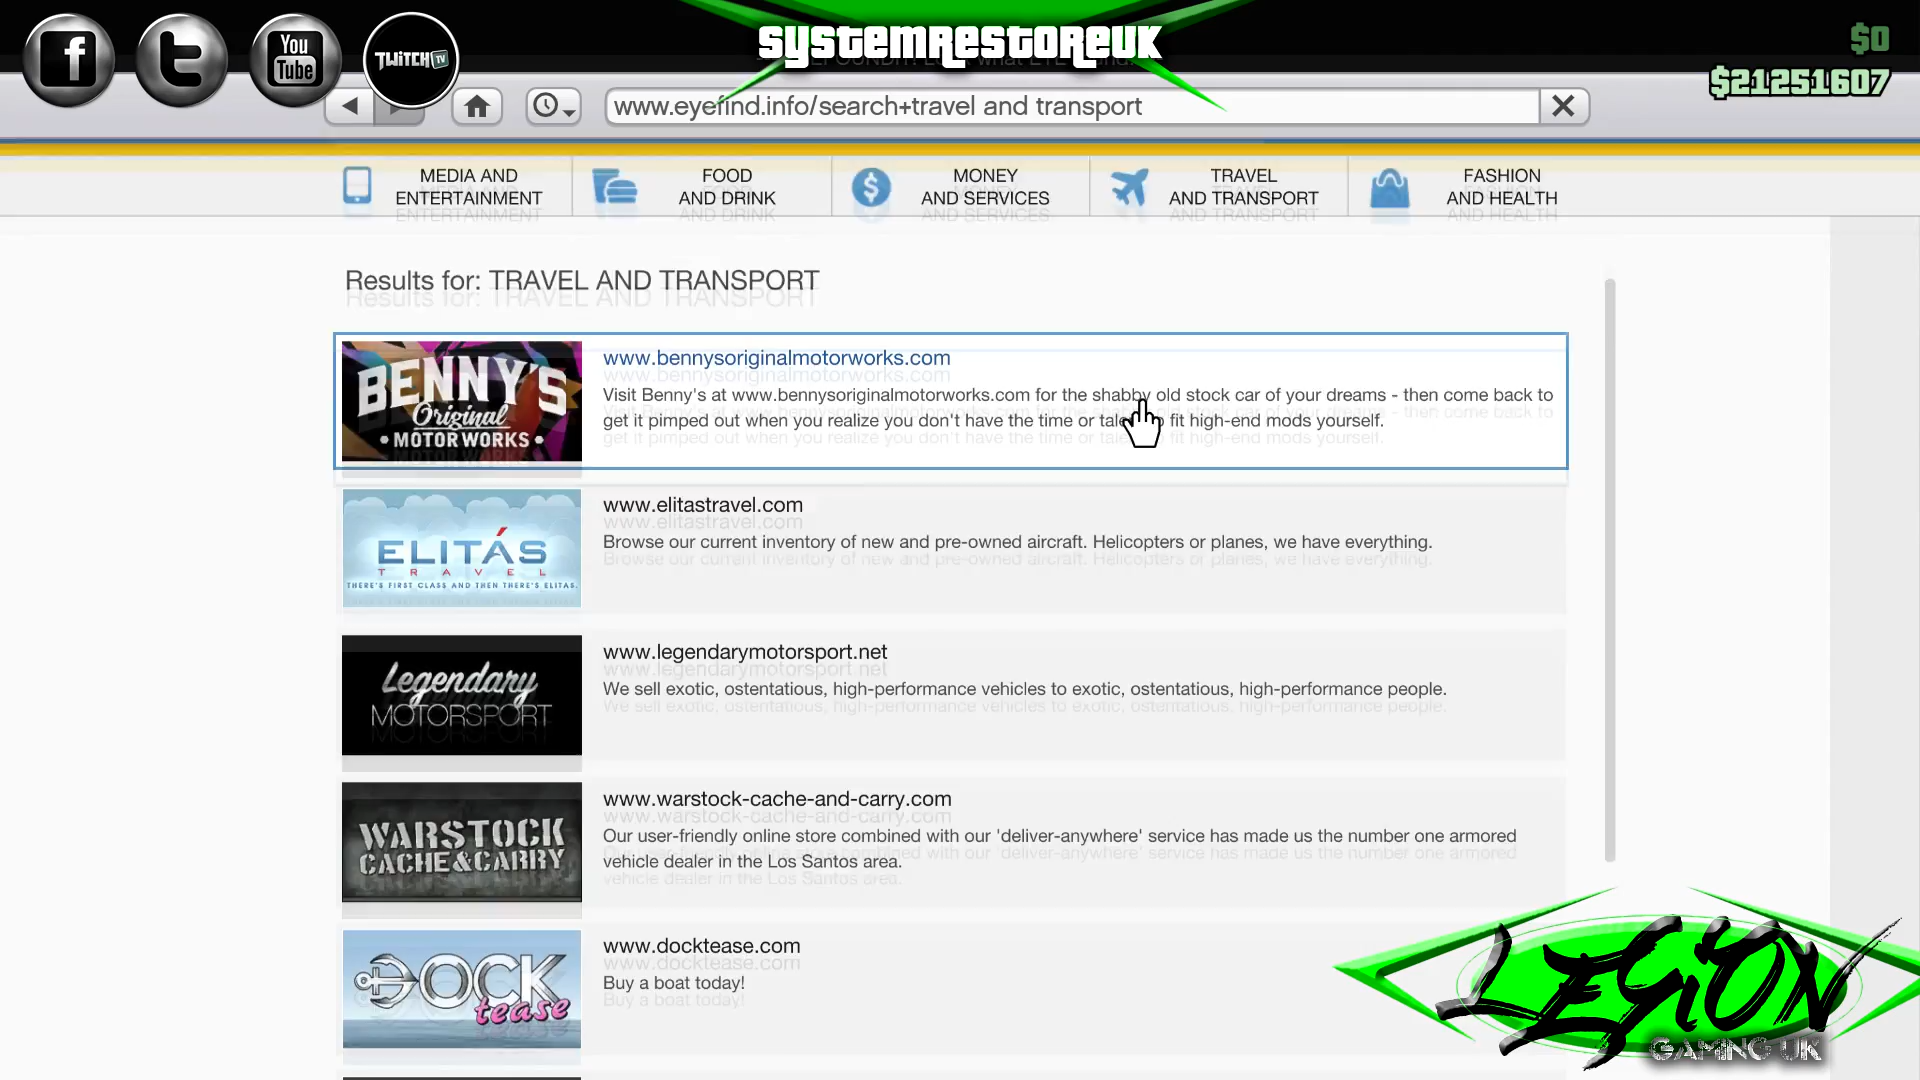 f
t
You
Tube
TWITCH TV
SYSTEMRESTOREUK
$0
$21251607
www.eyefind.info/search+travel and transport
MEDIA AND
ENTERTAINMENT
FOOD
AND DRINK
MONEY
AND SERVICES
TRAVEL
AND TRANSPORT
FASHION
AND HEALTH
Results for: TRAVEL AND TRANSPORT
BENNY'S
Original
MOTOR WORKS
www.bennysoriginalmotorworks.com
Visit Benny's at www.bennysoriginalmotorworks.com for the shabby old stock car of your dreams - then come back to
get it pimped out when you realize you don't have the time or to fit high-end mods yourself.
ELITÁS
TRAVEL
THERE'S FIRST CLASS AND THEN THERE'S ELITAS.
www.elitastravel.com
Browse our current inventory of new and pre-owned aircraft. Helicopters or planes, we have everything.
Legendary
MOTORSPORT
www.legendarymotorsport.net
We sell exotic, ostentatious, high-performance vehicles to exotic, ostentatious, high-performance people.
WARSTOCK
CACHE & CARRY
www.warstock-cache-and-carry.com
Our user-friendly online store combined with our 'deliver-anywhere' service has made us the number one armored
vehicle dealer in the Los Santos area.
DOCK
tease
www.docktease.com
Buy a boat today!
LEGiON
GAMING UK